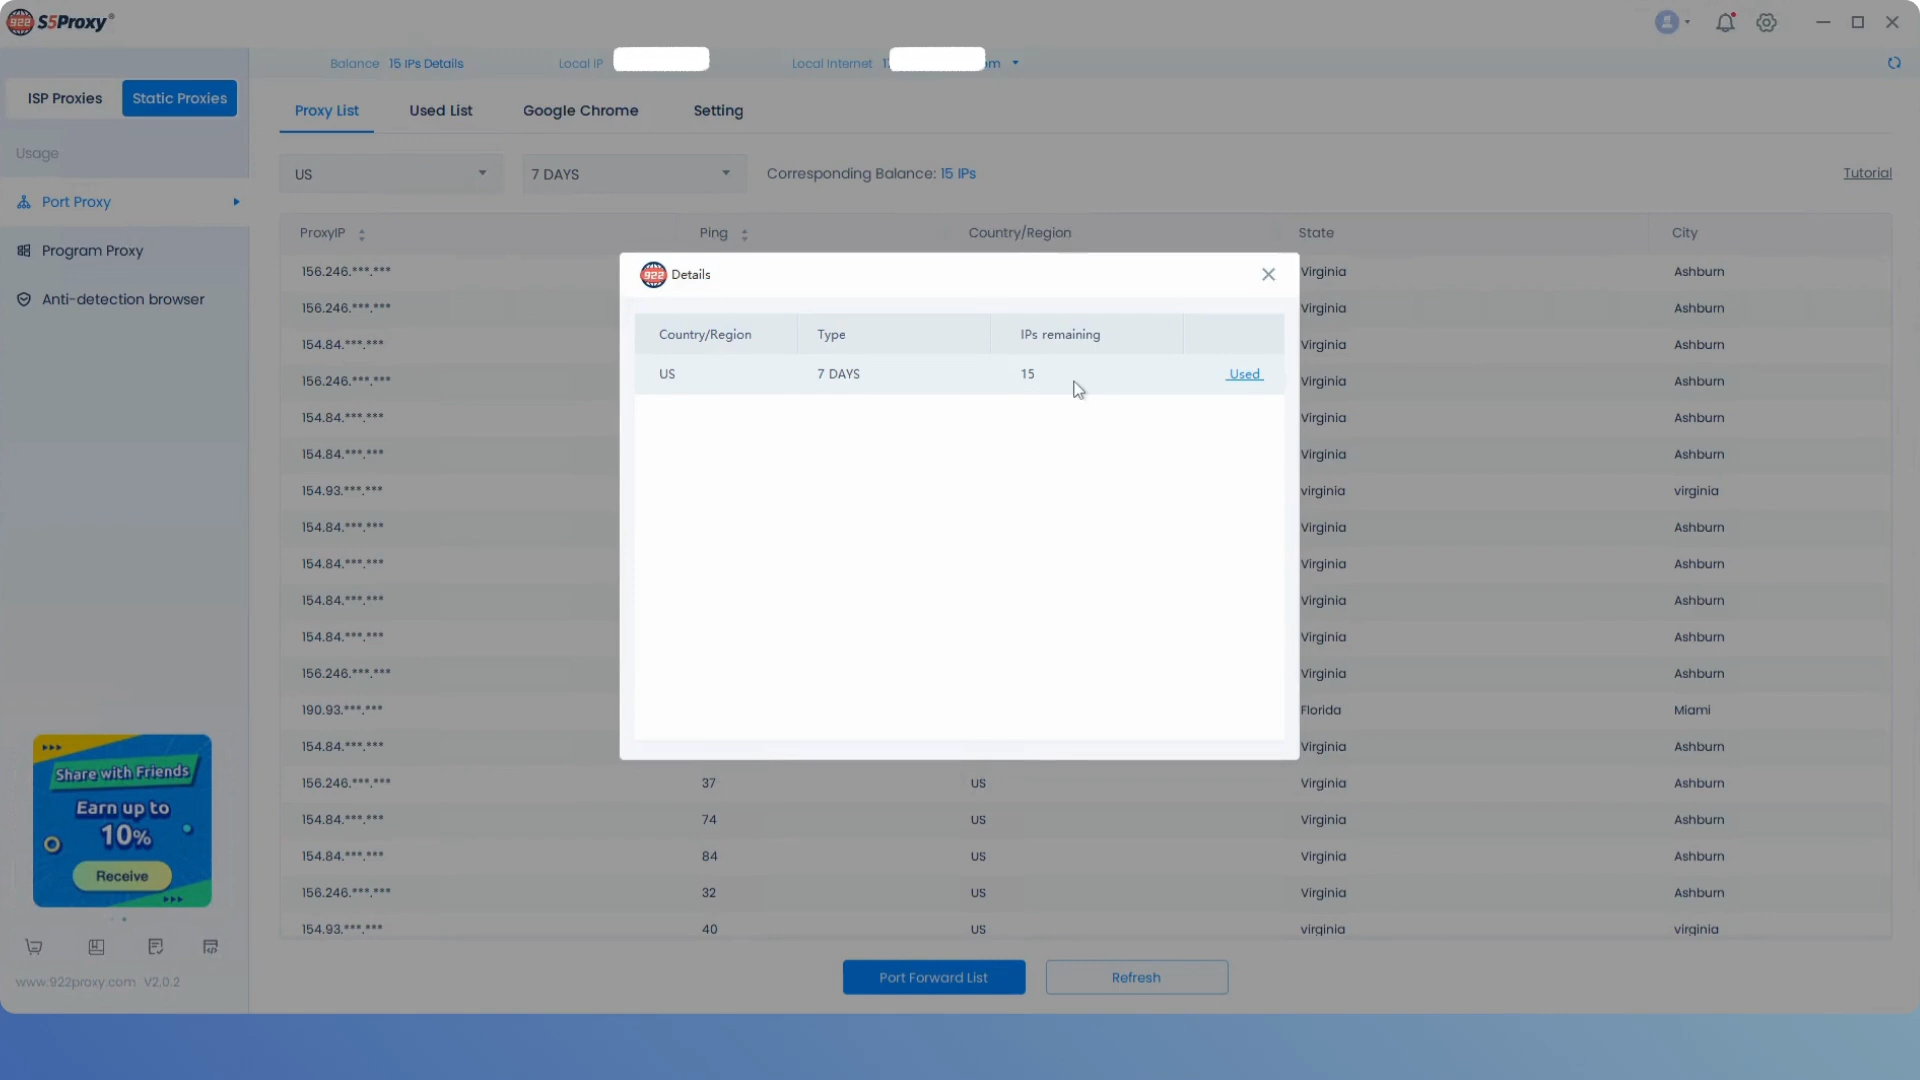 922 S5Proxy®
Balance 15 IPs Details Local IP Local Internet
ISP Proxies Static Proxies
Proxy List Used List Google Chrome Setting
Usage
US 7 DAYS Corresponding Balance: 15 IPs Tutorial
Port Proxy
Program Proxy
Anti-detection browser
ProxyIP Ping Country/Region State City
156.246.***.*** Virginia Ashburn
156.246.***.*** Virginia Ashburn
154.84.***.*** Virginia Ashburn
156.246.***.*** Virginia Ashburn
154.84.***.*** Virginia Ashburn
154.84.***.*** Virginia Ashburn
154.93.***.*** virginia virginia
154.84.***.*** Virginia Ashburn
154.84.***.*** Virginia Ashburn
154.84.***.*** Virginia Ashburn
154.84.***.*** Virginia Ashburn
156.246.***.*** Virginia Ashburn
190.93.***.*** Florida Miami
154.84.***.*** Virginia Ashburn
156.246.***.*** 37 US Virginia Ashburn
154.84.***.*** 74 US Virginia Ashburn
154.84.***.*** 84 US Virginia Ashburn
156.246.***.*** 32 US Virginia Ashburn
154.93.***.*** 40 US virginia virginia
922 Details
Country/Region Type IPs remaining
US 7 DAYS 15 Used
Share with Friends
Earn up to
10%
Receive
www.922proxy.com V2.0.2
Port Forward List Refresh